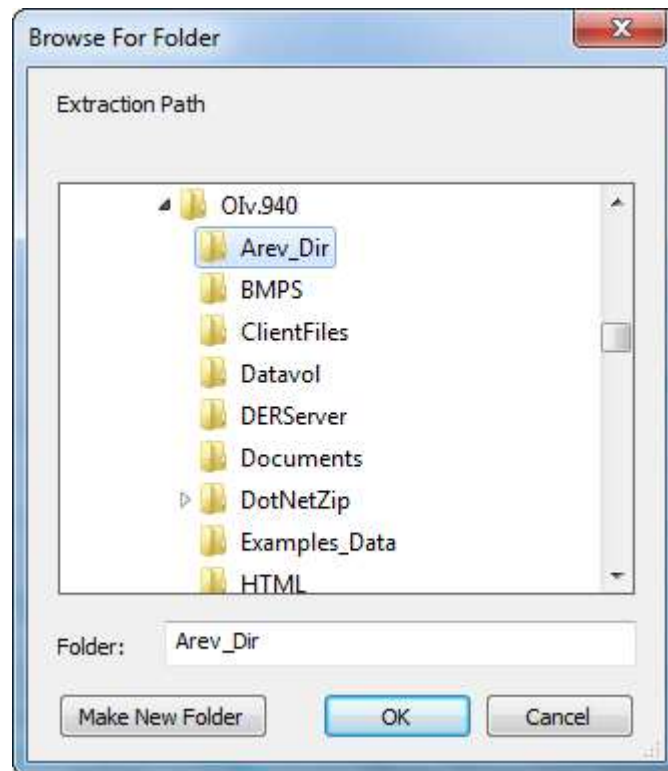 Browse For Folder
Extraction Path
OIv.940
Arev_Dir
BMPS
ClientFiles
Datavol
DERServer
Documents
DotNetZip
Examples_Data
HTML
Folder: Arev_Dir
Make New Folder OK Cancel